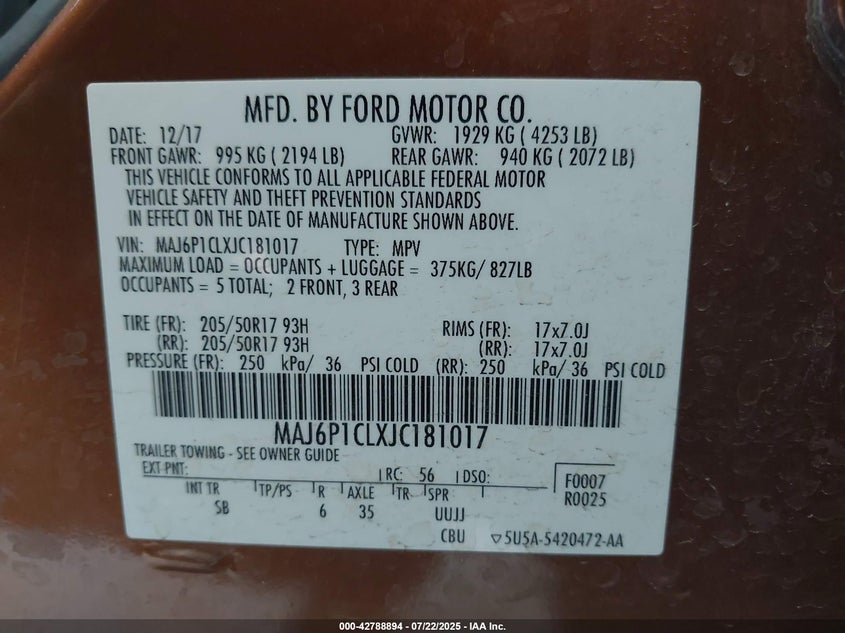 MFD. BY FORD MOTOR CO.
DATE: 12/17 GVWR: 1929 KG ( 4253 LB)
FRONT GAWR: 995 KG ( 2194 LB) REAR GAWR: 940 KG ( 2072 LB)
THIS VEHICLE CONFORMS TO ALL APPLICABLE FEDERAL MOTOR
VEHICLE SAFETY AND THEFT PREVENTION STANDARDS
IN EFFECT ON THE DATE OF MANUFACTURE SHOWN ABOVE.
VIN: MAJ6P1CLXJC181017 TYPE: MPV
MAXIMUM LOAD = OCCUPANTS + LUGGAGE = 375KG/ 827LB
OCCUPANTS = 5 TOTAL; 2 FRONT, 3 REAR
TIRE (FR): 205/50R17 93H RIMS (FR): 17x7.0J
(RR): 205/50R17 93H (RR): 17x7.0J
PRESSURE (FR): 250 kPa/ 36 PSI COLD (RR): 250 kPa/ 36 PSI COLD
MAJ6P1CLXJC181017
TRAILER TOWING - SEE OWNER GUIDE
EXT PNT: RC: 56 DSO: F0007
R0025
INT TR TP/PS R AXLE TR SPR
SB 6 35 UUJJ
CBU ▽5U5A-5420472-AA
000-42788894 | 07/22/2025 - IAA Inc.